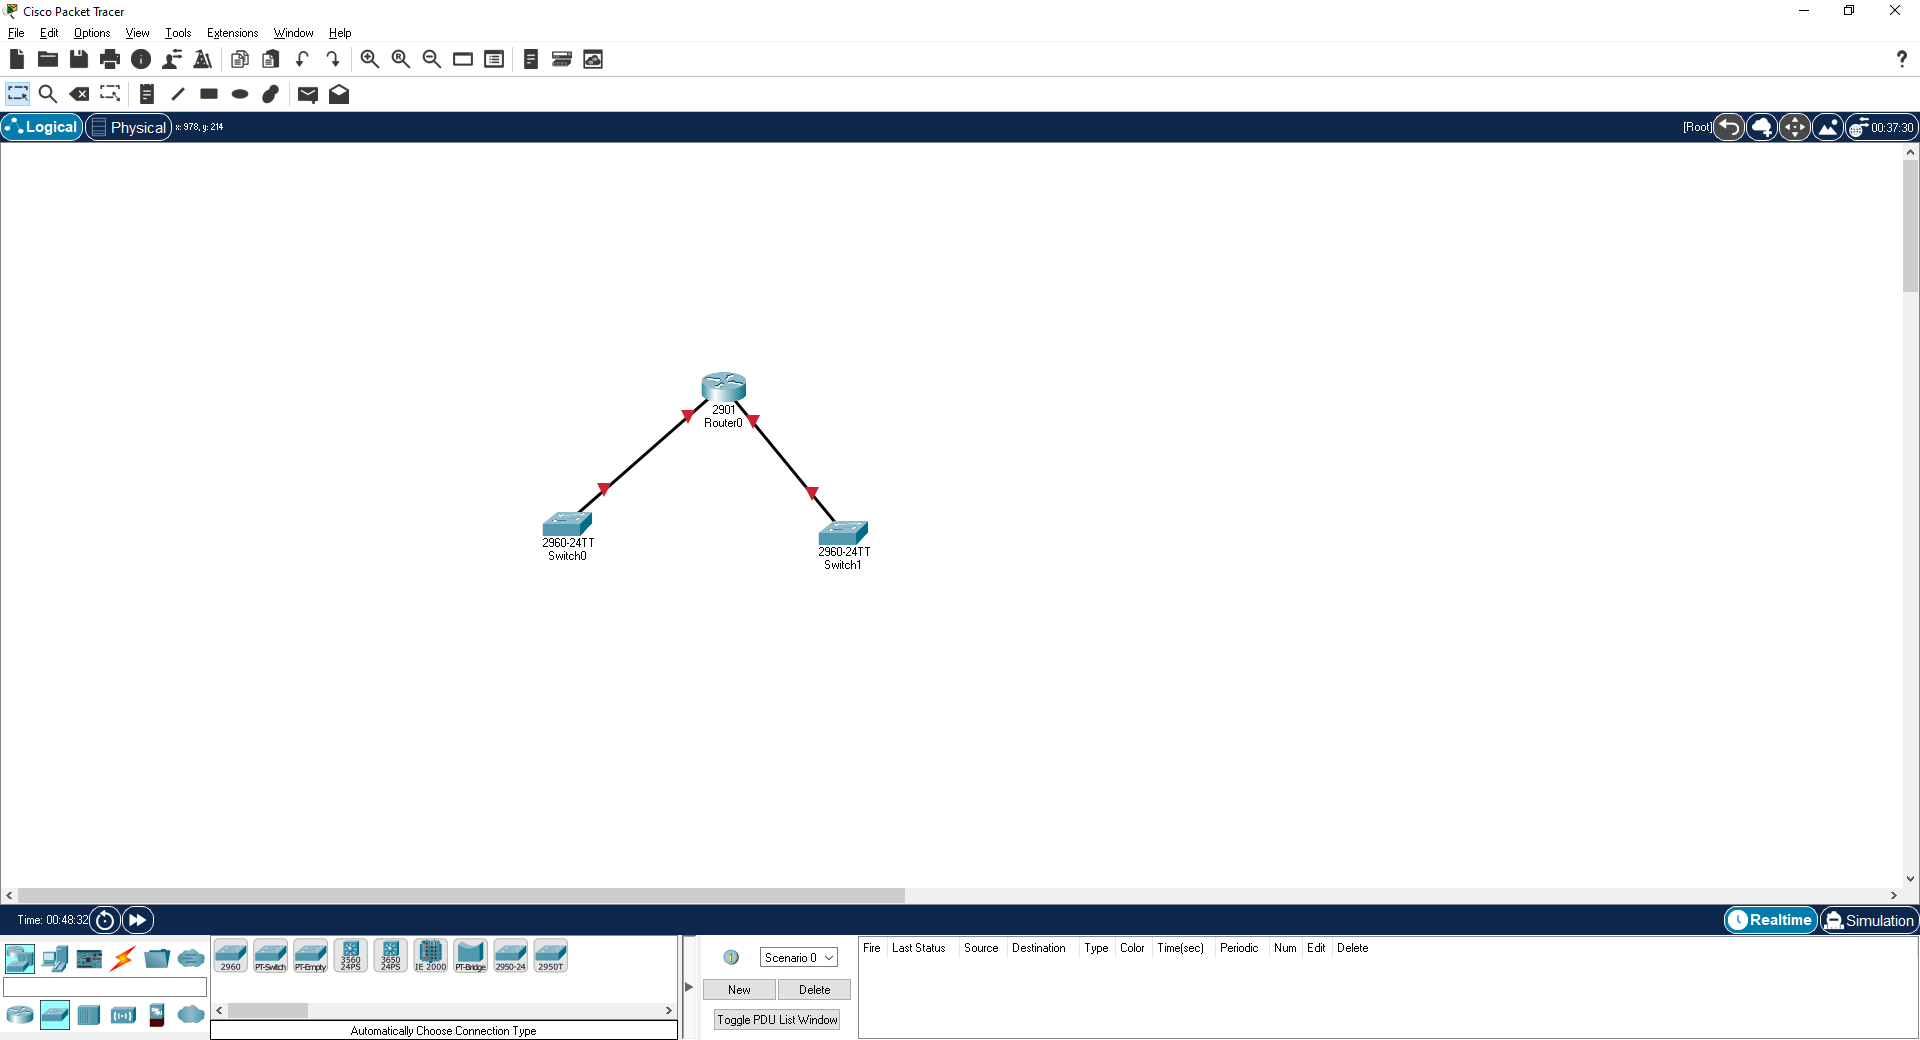 Cisco Packet Tracer
File Edit Options View Tools Extensions Window Help
?
Logical Physical x: 978, y: 214 [Root] 00:37:30
2901
Router0
2960-24TT
Switch0
2960-24TT
Switch1
Time: 00:48:32 Realtime Simulation
2960 PT-Switch PT-Empty 3560 24PS 3650 24PS IE 2000 PT-Bridge 2950-24 2950T
Automatically Choose Connection Type
Scenario 0
New Delete
Toggle PDU List Window
Fire Last Status Source Destination Type Color Time(sec) Periodic Num Edit Delete